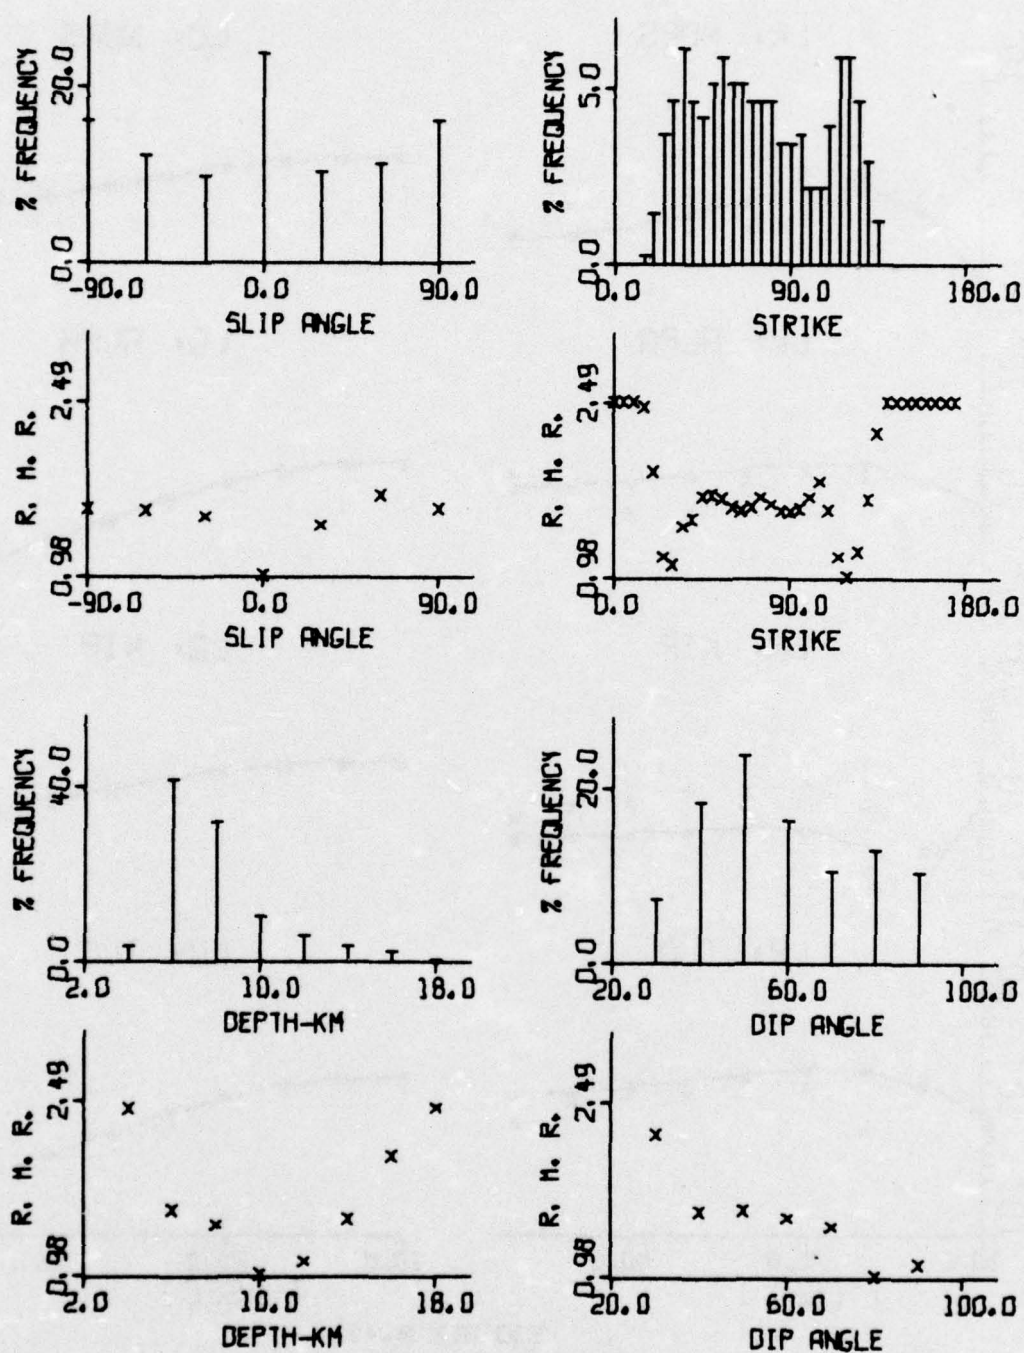 % FREQUENCY
20.0
0.0
-90.0 0.0 90.0
SLIP ANGLE
% FREQUENCY
5.0
0.0
0.0 90.0 180.0
STRIKE
R. M. R.
2.49
0.98
-90.0 0.0 90.0
SLIP ANGLE
R. M. R.
2.49
0.98
0.0 90.0 180.0
STRIKE
% FREQUENCY
40.0
0.0
2.0 10.0 18.0
DEPTH-KM
% FREQUENCY
20.0
0.0
20.0 60.0 100.0
DIP ANGLE
R. M. R.
2.49
0.98
2.0 10.0 18.0
DEPTH-KM
R. M. R.
2.49
0.98
20.0 60.0 100.0
DIP ANGLE